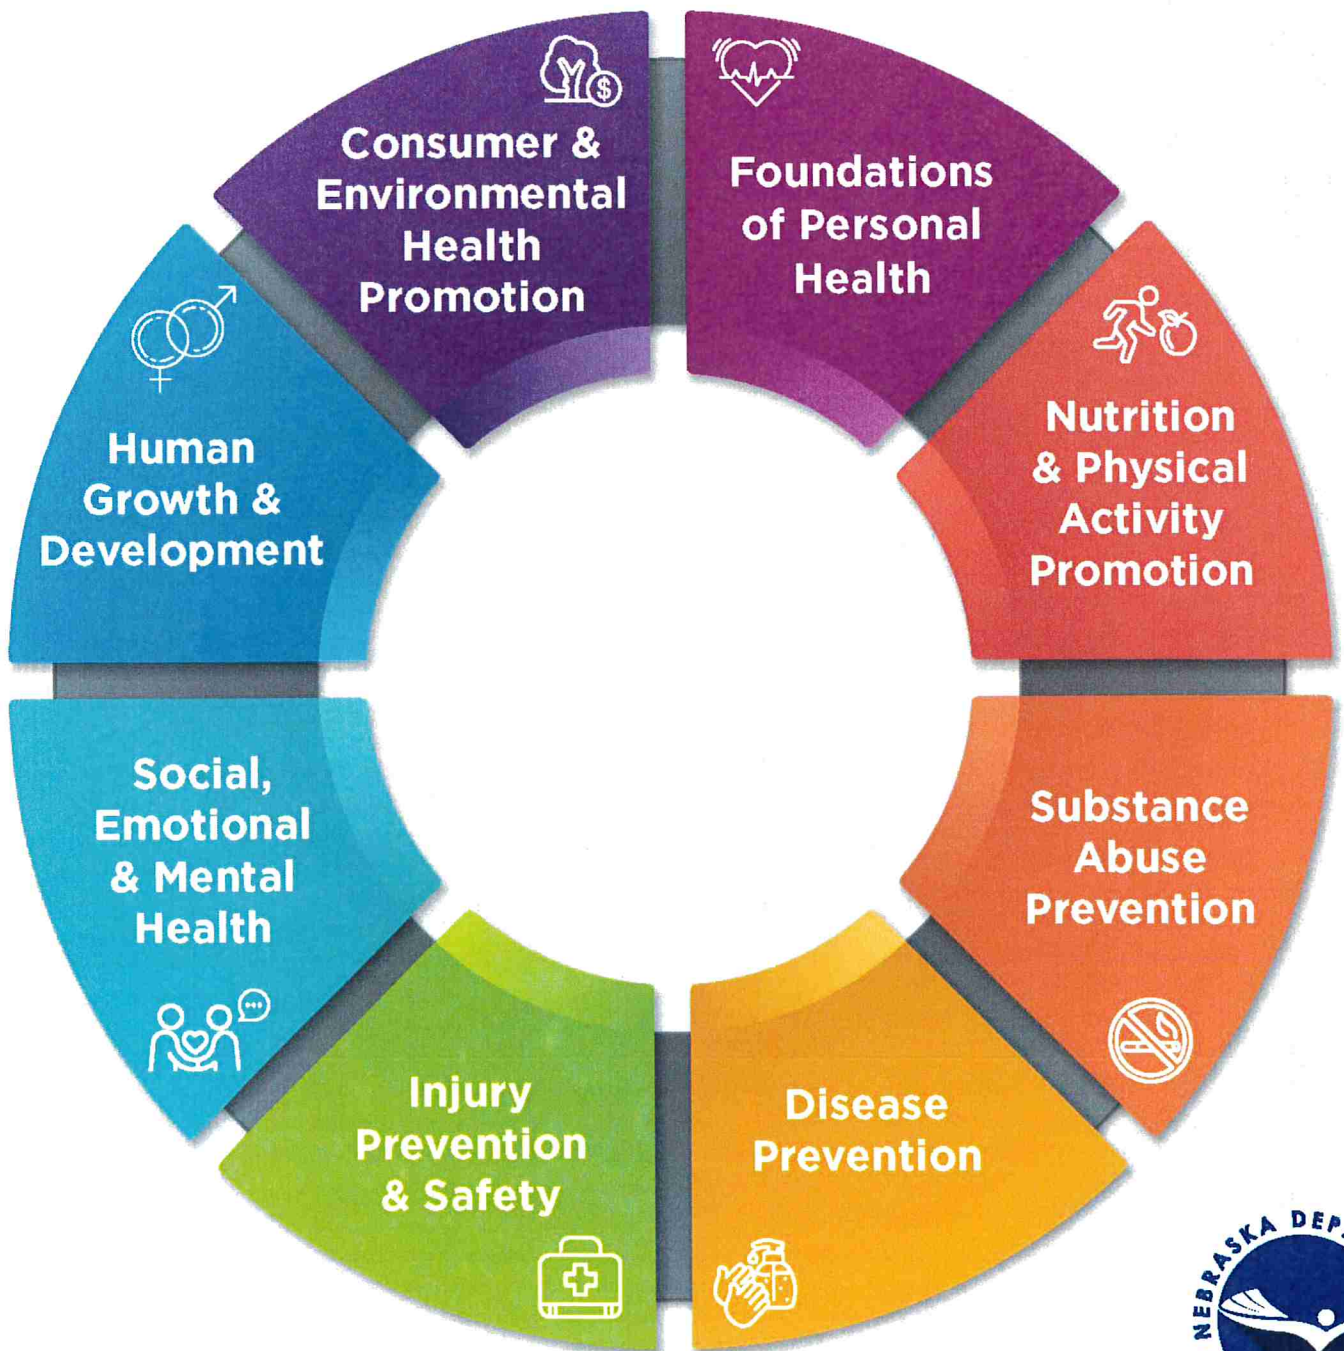 Consumer &
Environmental
Health
Promotion
$
Foundations
of Personal
Health
Nutrition
& Physical
Activity
Promotion
Substance
Abuse
Prevention
Disease
Prevention
Injury
Prevention
& Safety
Social,
Emotional
& Mental
Health
Human
Growth &
Development
NEBRASKA